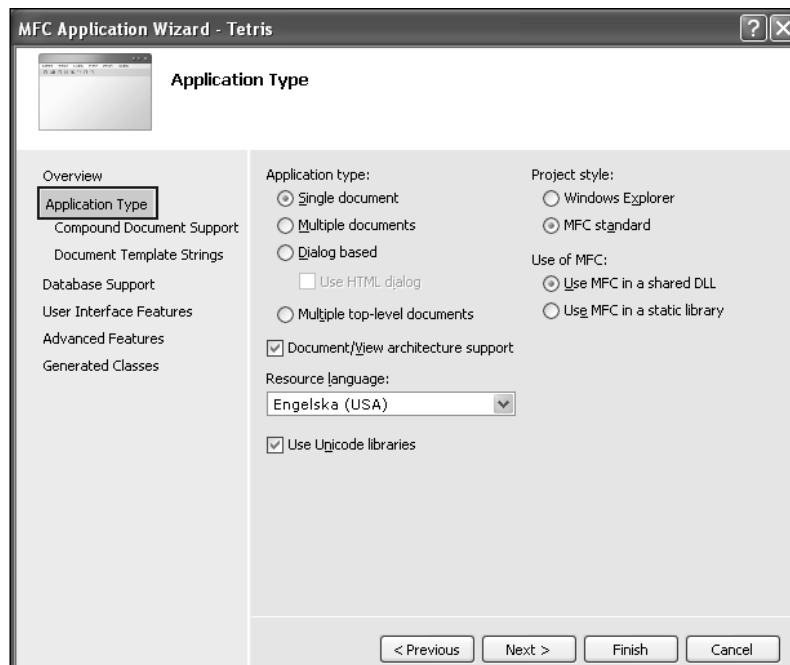 MFC Application Wizard - Tetris
Application Type
Overview
Application Type
Compound Document Support
Document Template Strings
Database Support
User Interface Features
Advanced Features
Generated Classes
Application type:
Single document
Multiple documents
Dialog based
Use HTML dialog
Multiple top-level documents
Document/View architecture support
Resource language:
Engelska (USA)
Use Unicode libraries
Project style:
Windows Explorer
MFC standard
Use of MFC:
Use MFC in a shared DLL
Use MFC in a static library
< Previous
Next >
Finish
Cancel